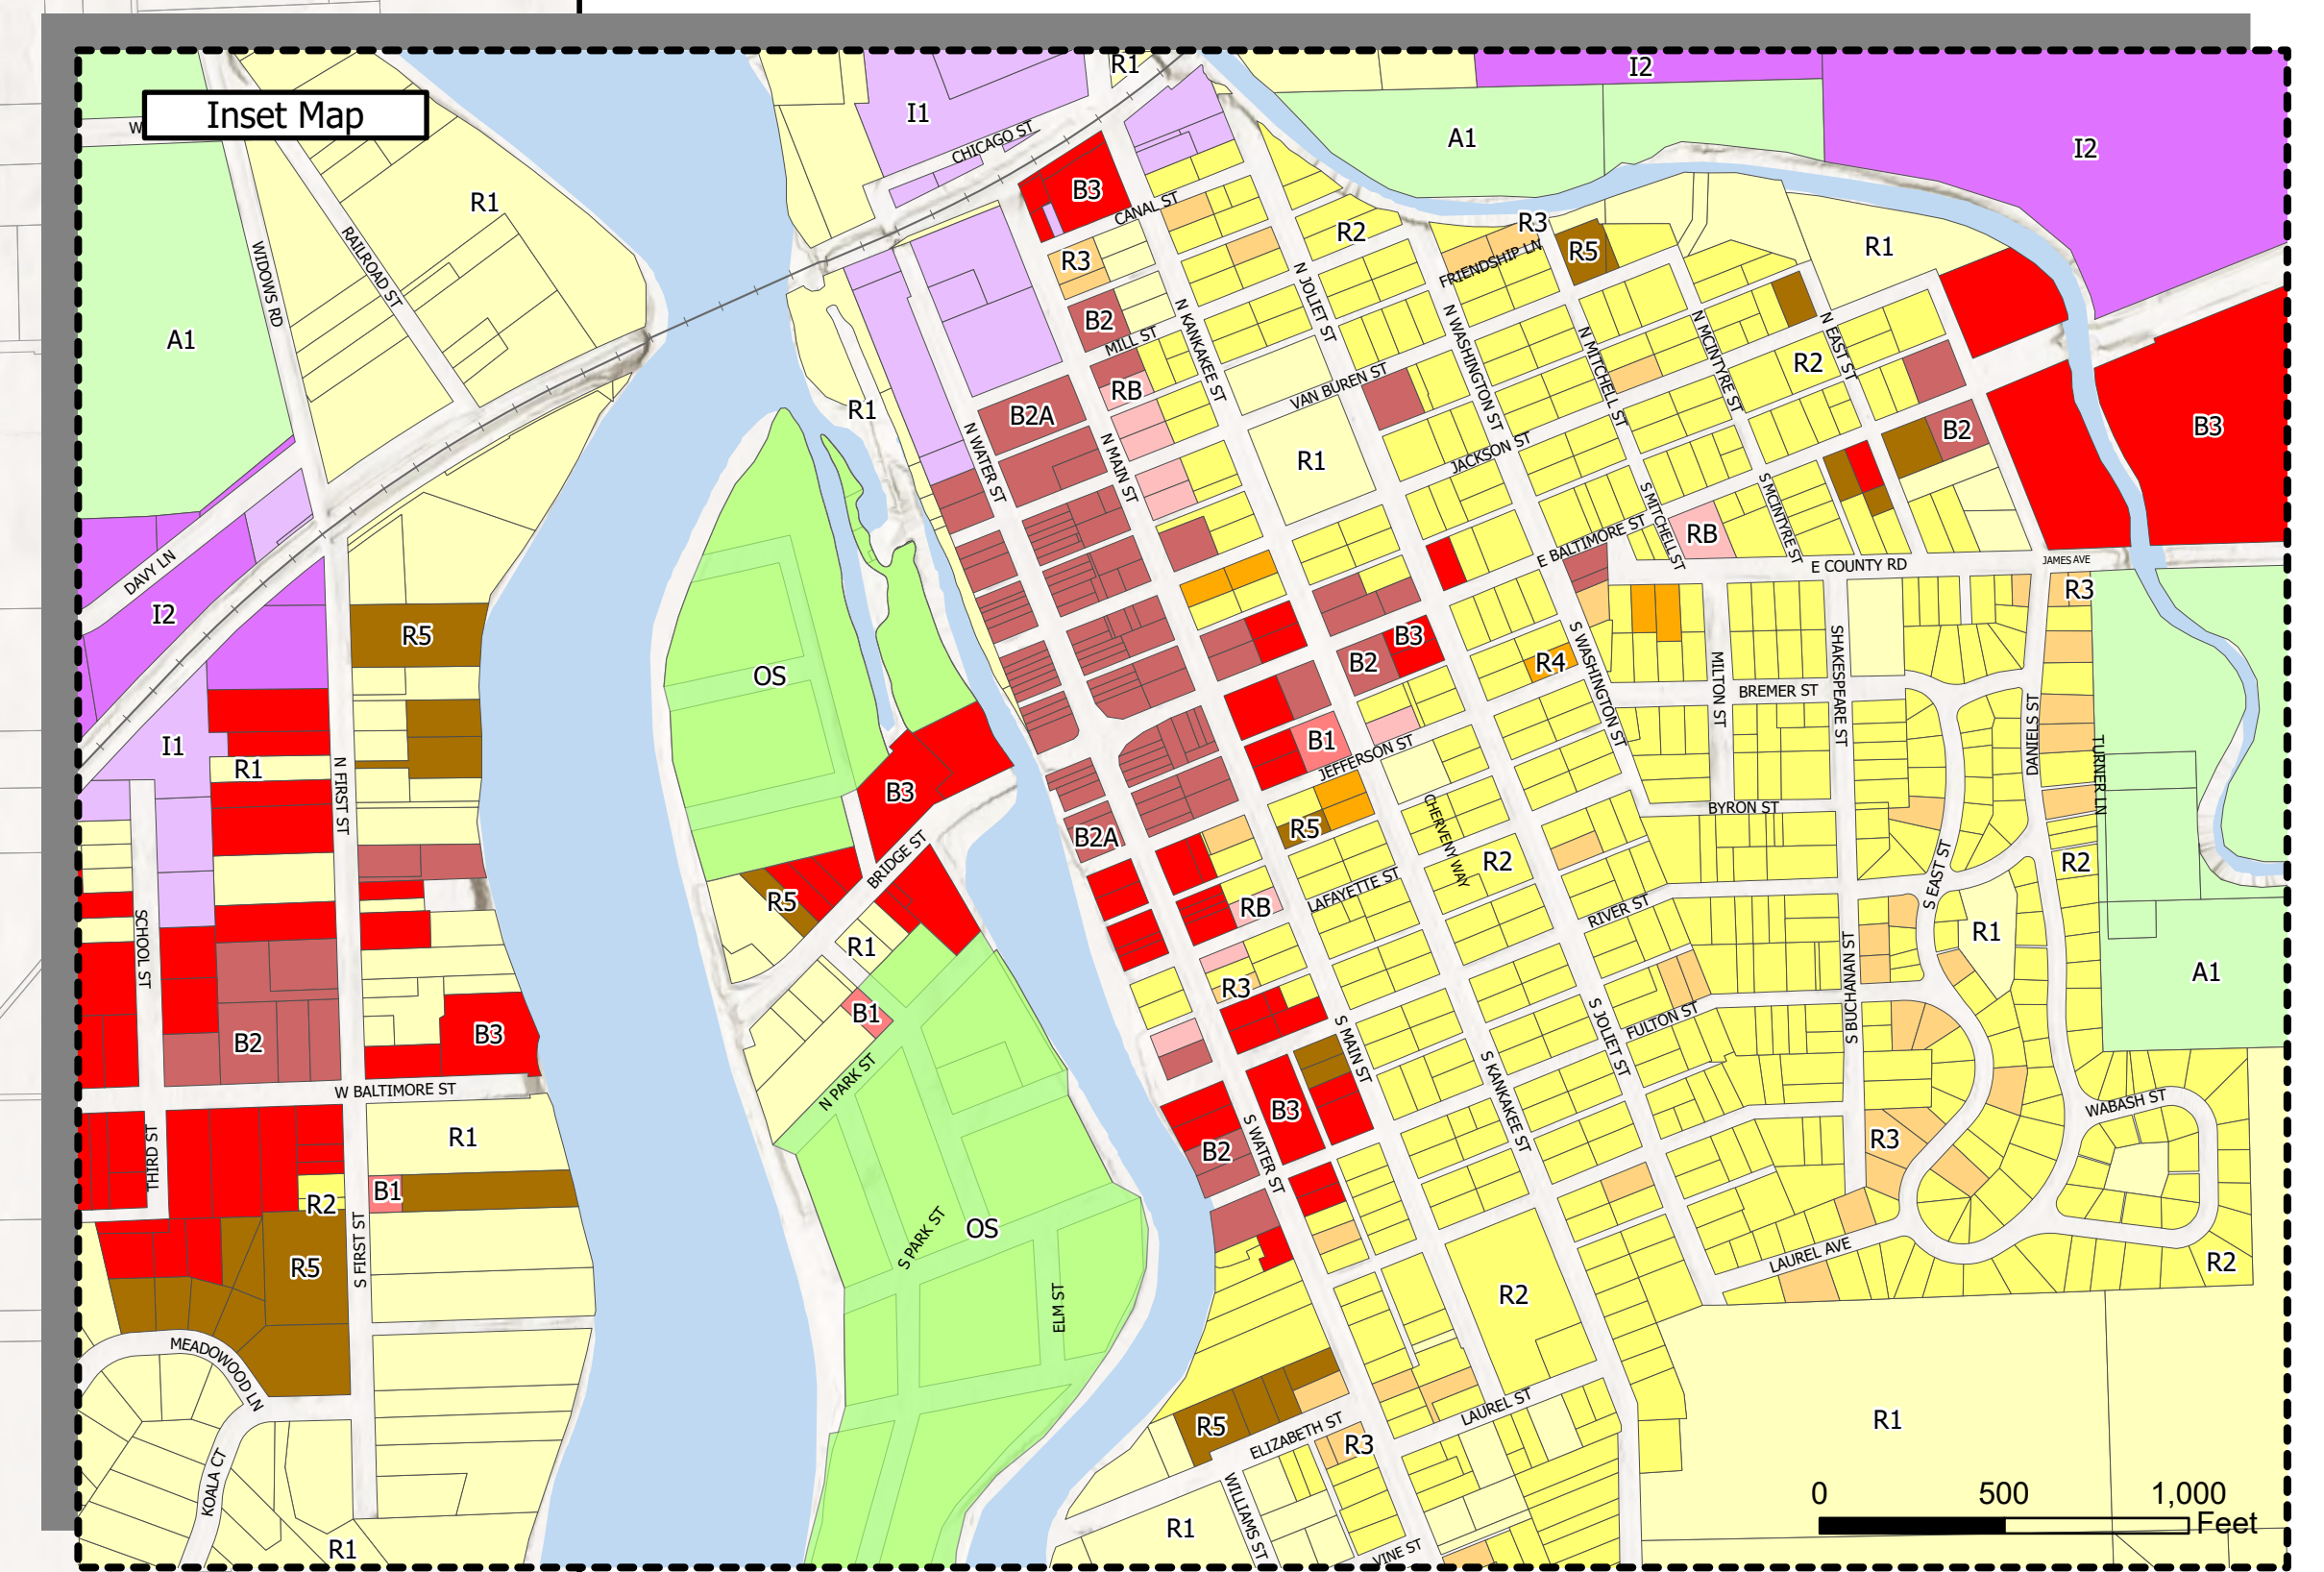 R1
I2
I1
Inset Map
W
CHICAGO ST
A1
I2
B3
R1
CANAL ST
R3
R2
R5
R1
WIDOWS RD
RAILROAD ST
R3
FRIENDSHIP LN
N JOLIET ST
A1
B2
MILL ST
N KANKAKEE ST
N WASHINGTON ST
N MITCHELL ST
N MCINTYRE ST
N EAST ST
R2
RB
VAN BUREN ST
R1
B2A
B3
B2
N WATER ST
N MAIN ST
R1
JACKSON ST
S MITCHELL ST
S MCINTYRE ST
RB
E BALTIMORE ST
DAVY LN
E COUNTY RD
JAMES AVE
R3
I2
R5
B3
B2
R4
OS
S WASHINGTON ST
MILTON ST
BREMER ST
SHAKESPEARE ST
DANIELS ST
TURNER LN
I1
R1
N FIRST ST
B1
JEFFERSON ST
B3
CHERVENY WAY
BYRON ST
R5
B2A
BRIDGE ST
R2
R2
S EAST ST
R5
LAFAYETTE ST
RB
RIVER ST
SCHOOL ST
R1
R1
S BUCHANAN ST
A1
R3
B1
B3
B2
S MAIN ST
S JOLIET ST
FULTON ST
N PARK ST
S KANKAKEE ST
W BALTIMORE ST
WABASH ST
B3
R1
R3
THIRD ST
B2
S WATER ST
B1
R2
S FIRST ST
S PARK ST
OS
LAUREL AVE
R2
R5
ELM ST
R2
MEADOWOOD LN
R5
ELIZABETH ST
LAUREL ST
R3
R1
KOALA CT
WILLIAMS ST
R1
VINE ST
R1
0 500 1,000
Feet